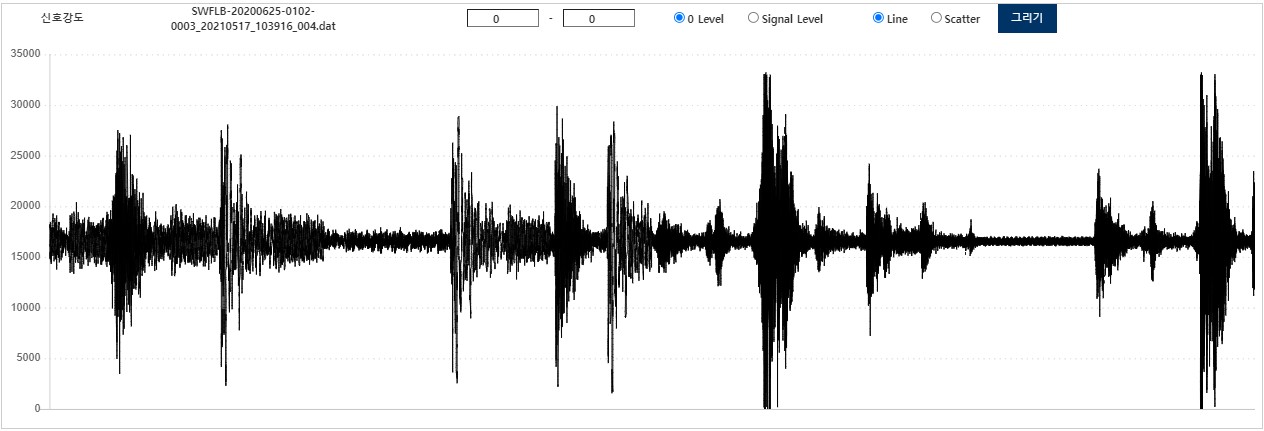 신호강도
SWFLB-20200625-0102-
0003_20210517_103916_004.dat
0 - 0
0 Level Signal Level
Line Scatter
그리기
35000
30000
25000
20000
15000
10000
5000
0